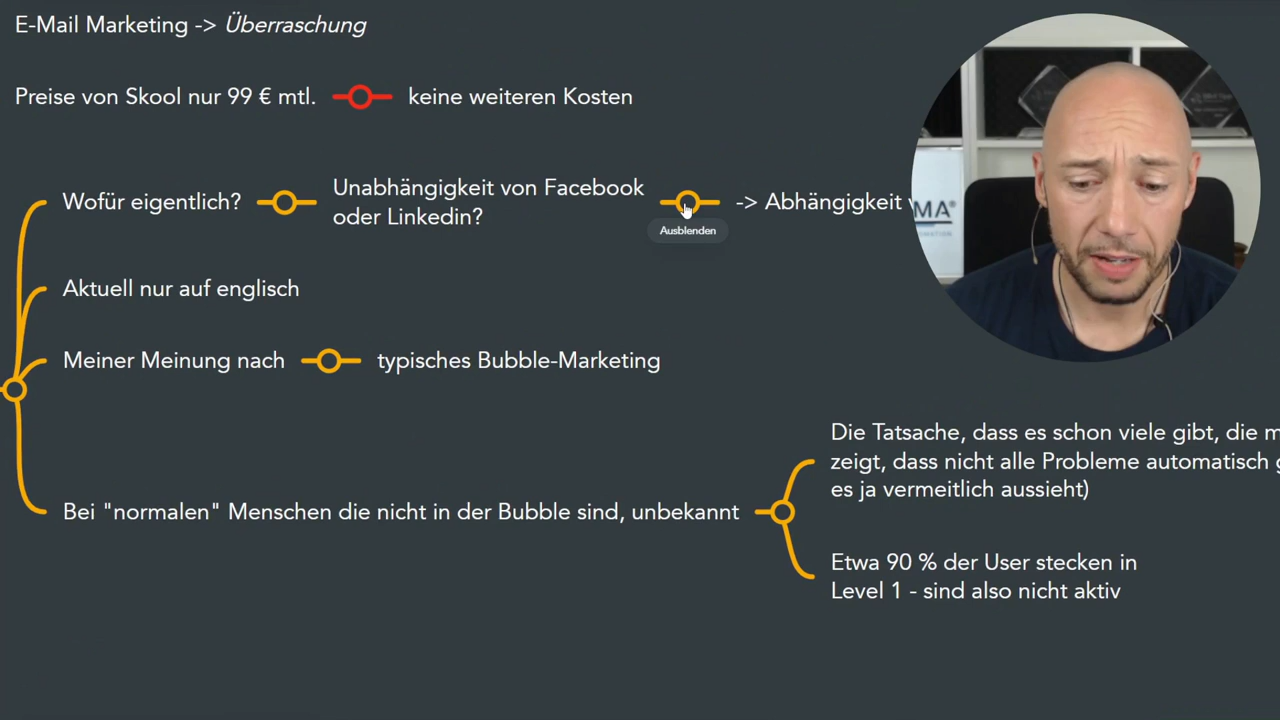 E-Mail Marketing -> Überraschung
Preise von Skool nur 99 € mtl.
keine weiteren Kosten
Wofür eigentlich?
Unabhängigkeit von Facebook
oder Linkedin?
-> Abhängigkeit
MA®
Ausblenden
Aktuell nur auf englisch
Meiner Meinung nach
typisches Bubble-Marketing
Bei "normalen" Menschen die nicht in der Bubble sind, unbekannt
Die Tatsache, dass es schon viele gibt, die
zeigt, dass nicht alle Probleme automatisch
es ja vermeitlich aussieht)
Etwa 90 % der User stecken in
Level 1 - sind also nicht aktiv